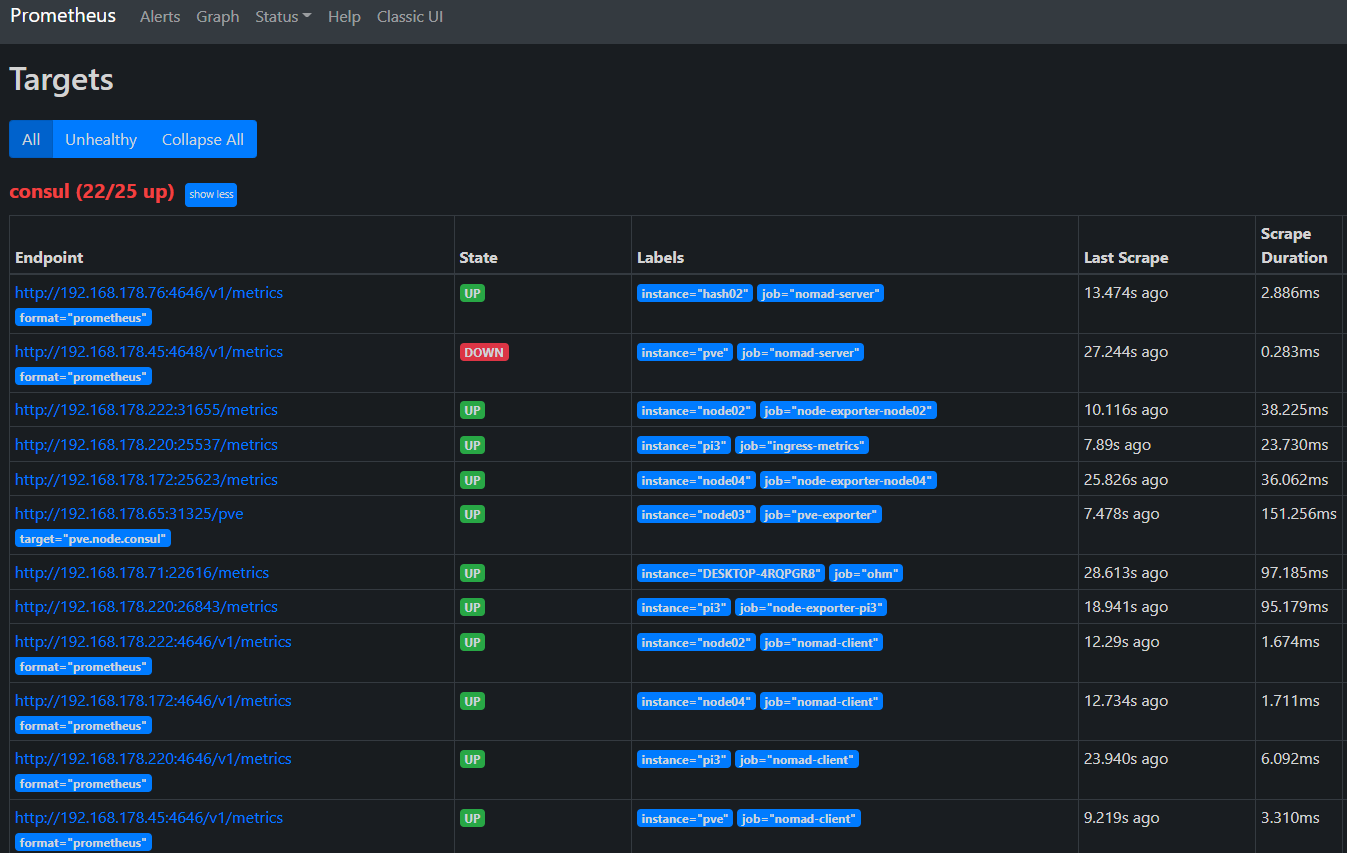 Prometheus Alerts Graph Status Help Classic UI
Targets
All Unhealthy Collapse All
consul (22/25 up) show less
Endpoint State Labels Last Scrape Scrape Duration
http://192.168.178.76:4646/v1/metrics UP instance="hash02" job="nomad-server" 13.474s ago 2.886ms
format="prometheus"
http://192.168.178.45:4648/v1/metrics DOWN instance="pve" job="nomad-server" 27.244s ago 0.283ms
format="prometheus"
http://192.168.178.222:31655/metrics UP instance="node02" job="node-exporter-node02" 10.116s ago 38.225ms
http://192.168.178.220:25537/metrics UP instance="pi3" job="ingress-metrics" 7.89s ago 23.730ms
http://192.168.178.172:25623/metrics UP instance="node04" job="node-exporter-node04" 25.826s ago 36.062ms
http://192.168.178.65:31325/pve UP instance="node03" job="pve-exporter" 7.478s ago 151.256ms
target="pve.node.consul"
http://192.168.178.71:22616/metrics UP instance="DESKTOP-4RQPGR8" job="ohm" 28.613s ago 97.185ms
http://192.168.178.220:26843/metrics UP instance="pi3" job="node-exporter-pi3" 18.941s ago 95.179ms
http://192.168.178.222:4646/v1/metrics UP instance="node02" job="nomad-client" 12.29s ago 1.674ms
format="prometheus"
http://192.168.178.172:4646/v1/metrics UP instance="node04" job="nomad-client" 12.734s ago 1.711ms
format="prometheus"
http://192.168.178.220:4646/v1/metrics UP instance="pi3" job="nomad-client" 23.940s ago 6.092ms
format="prometheus"
http://192.168.178.45:4646/v1/metrics UP instance="pve" job="nomad-client" 9.219s ago 3.310ms
format="prometheus"